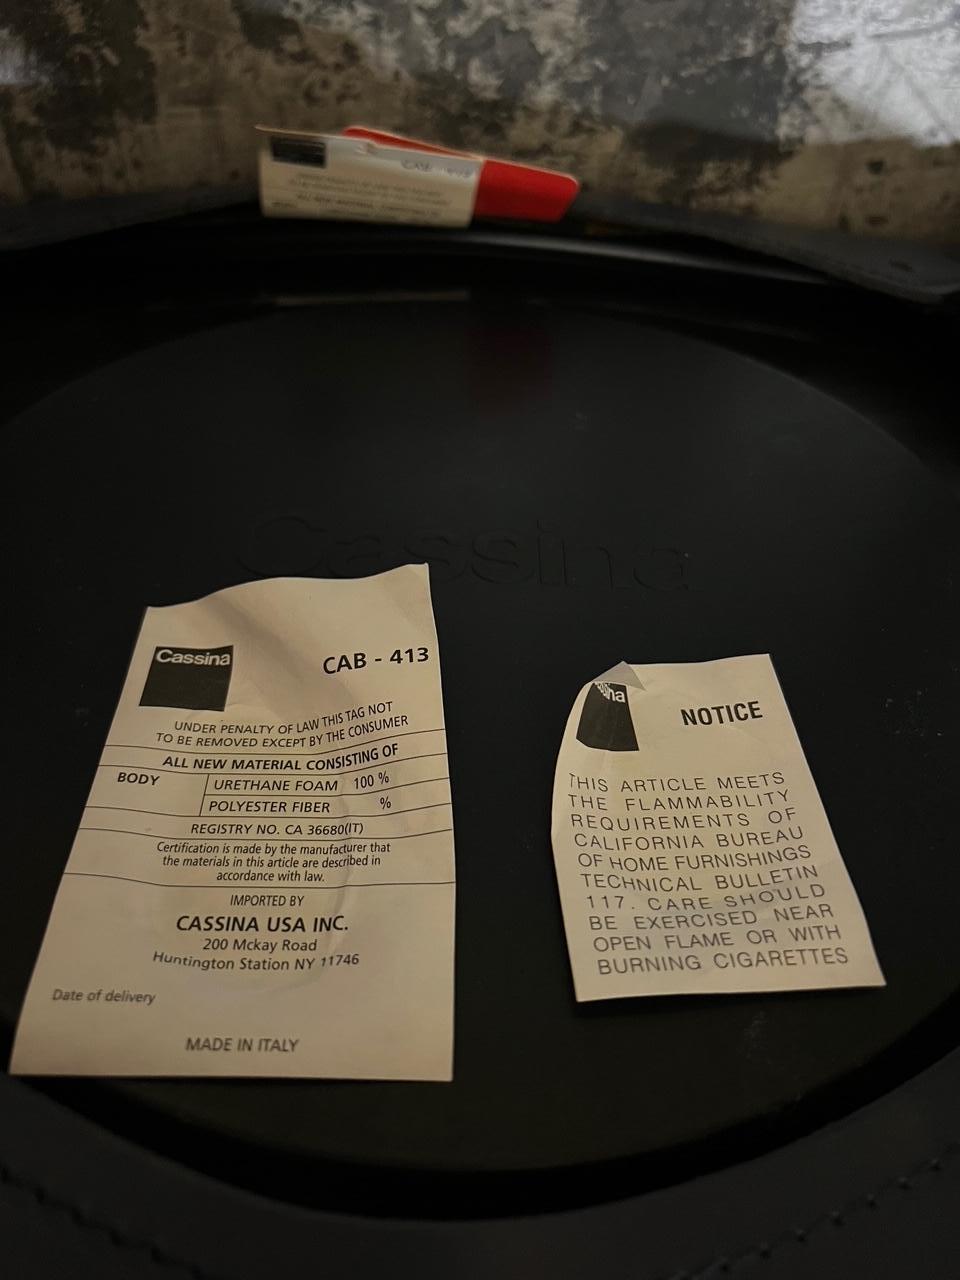 Cassina
Cassina
CAB - 413
UNDER PENALTY OF LAW THIS TAG NOT
TO BE REMOVED EXCEPT BY THE CONSUMER
ALL NEW MATERIAL CONSISTING OF
BODY
URETHANE FOAM 100 %
POLYESTER FIBER %
REGISTRY NO. CA 36680(IT)
Certification is made by the manufacturer that
the materials in this article are described in
accordance with law.
IMPORTED BY
CASSINA USA INC.
200 Mckay Road
Huntington Station NY 11746
Date of delivery
MADE IN ITALY
NOTICE
THIS ARTICLE MEETS
THE FLAMMABILITY
REQUIREMENTS OF
CALIFORNIA BUREAU
OF HOME FURNISHINGS
TECHNICAL BULLETIN
117. CARE SHOULD
BE EXERCISED NEAR
OPEN FLAME OR WITH
BURNING CIGARETTES